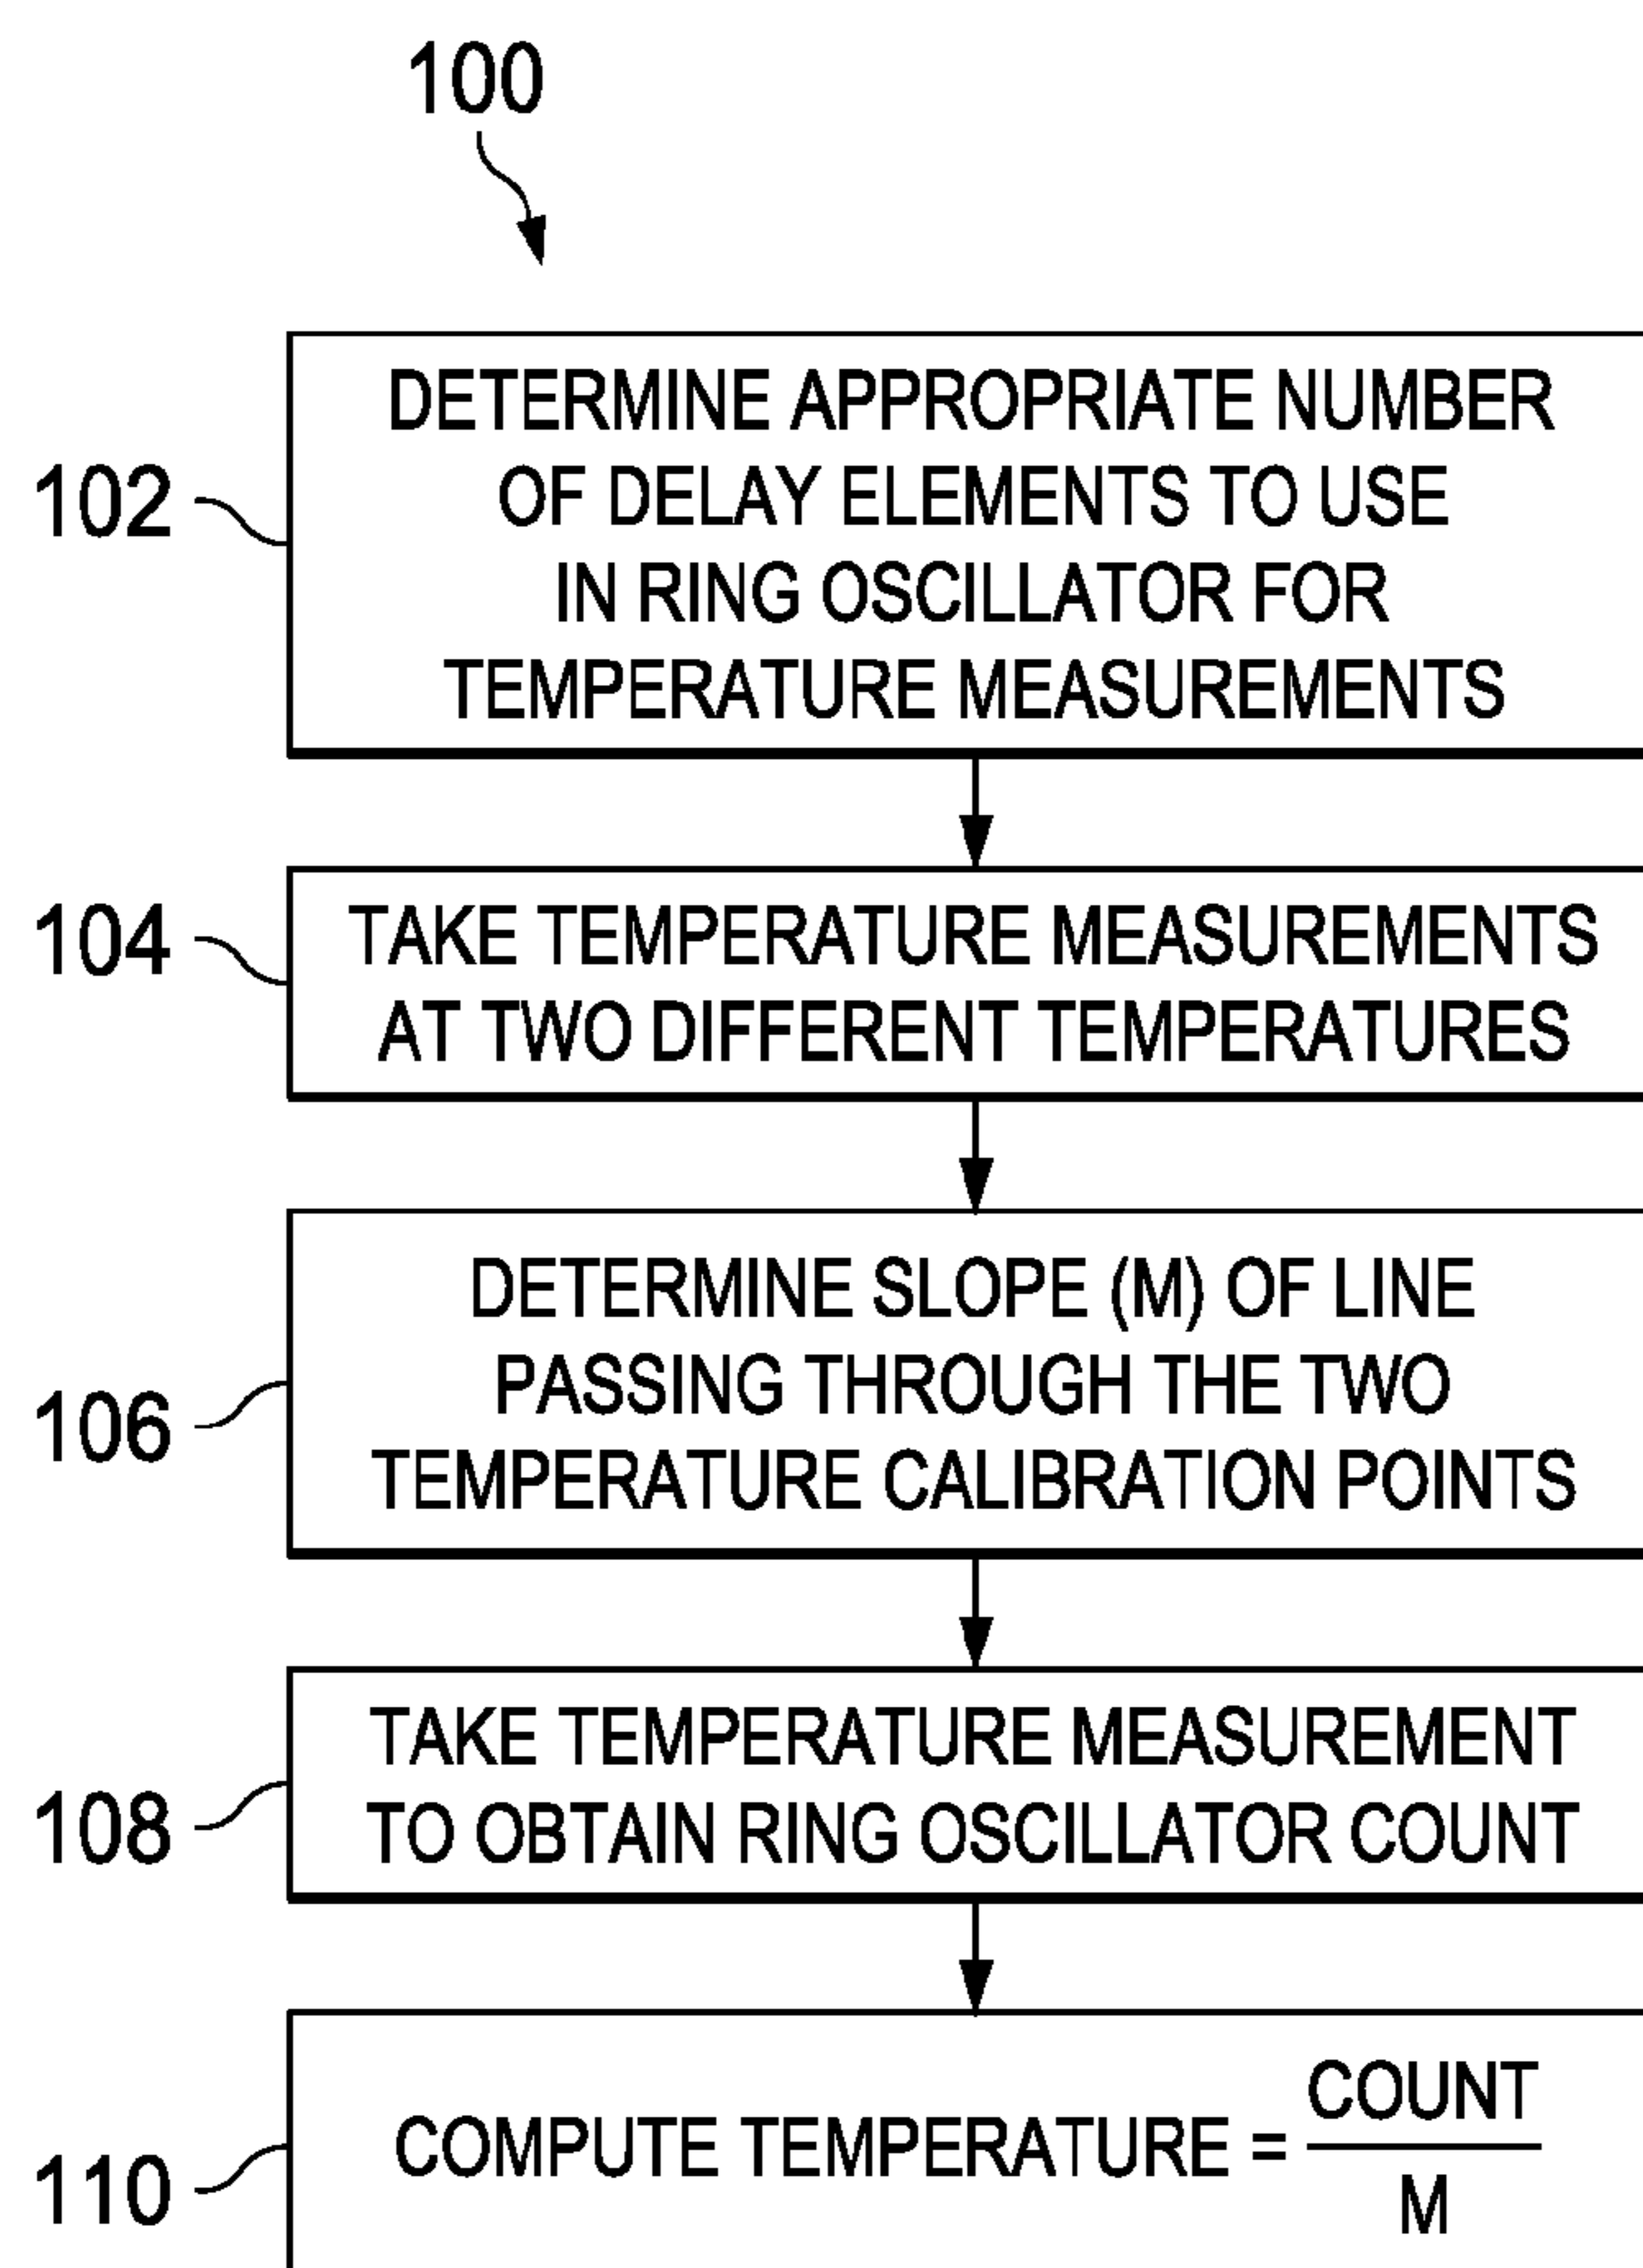 100
102
DETERMINE APPROPRIATE NUMBER
OF DELAY ELEMENTS TO USE
IN RING OSCILLATOR FOR
TEMPERATURE MEASUREMENTS
104
TAKE TEMPERATURE MEASUREMENTS
AT TWO DIFFERENT TEMPERATURES
106
DETERMINE SLOPE (M) OF LINE
PASSING THROUGH THE TWO
TEMPERATURE CALIBRATION POINTS
108
TAKE TEMPERATURE MEASUREMENT
TO OBTAIN RING OSCILLATOR COUNT
110
COMPUTE TEMPERATURE = COUNT
M